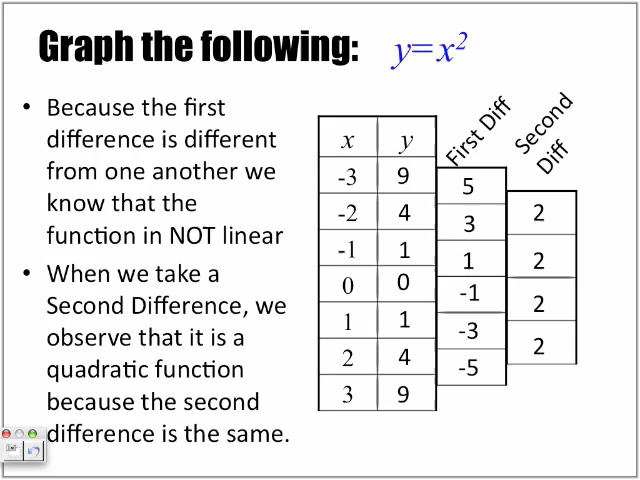 Graph the following: y=x²
• Because the first
difference is different
from one another we
know that the
function in NOT linear
• When we take a
Second Difference, we
observe that it is a
quadratic function
because the second
difference is the same.
First Diff
Second
Diff
x y
-3 9
-2 4
-1 1
0 0
1 1
2 4
3 9
5
3
1
-1
-3
-5
2
2
2
2